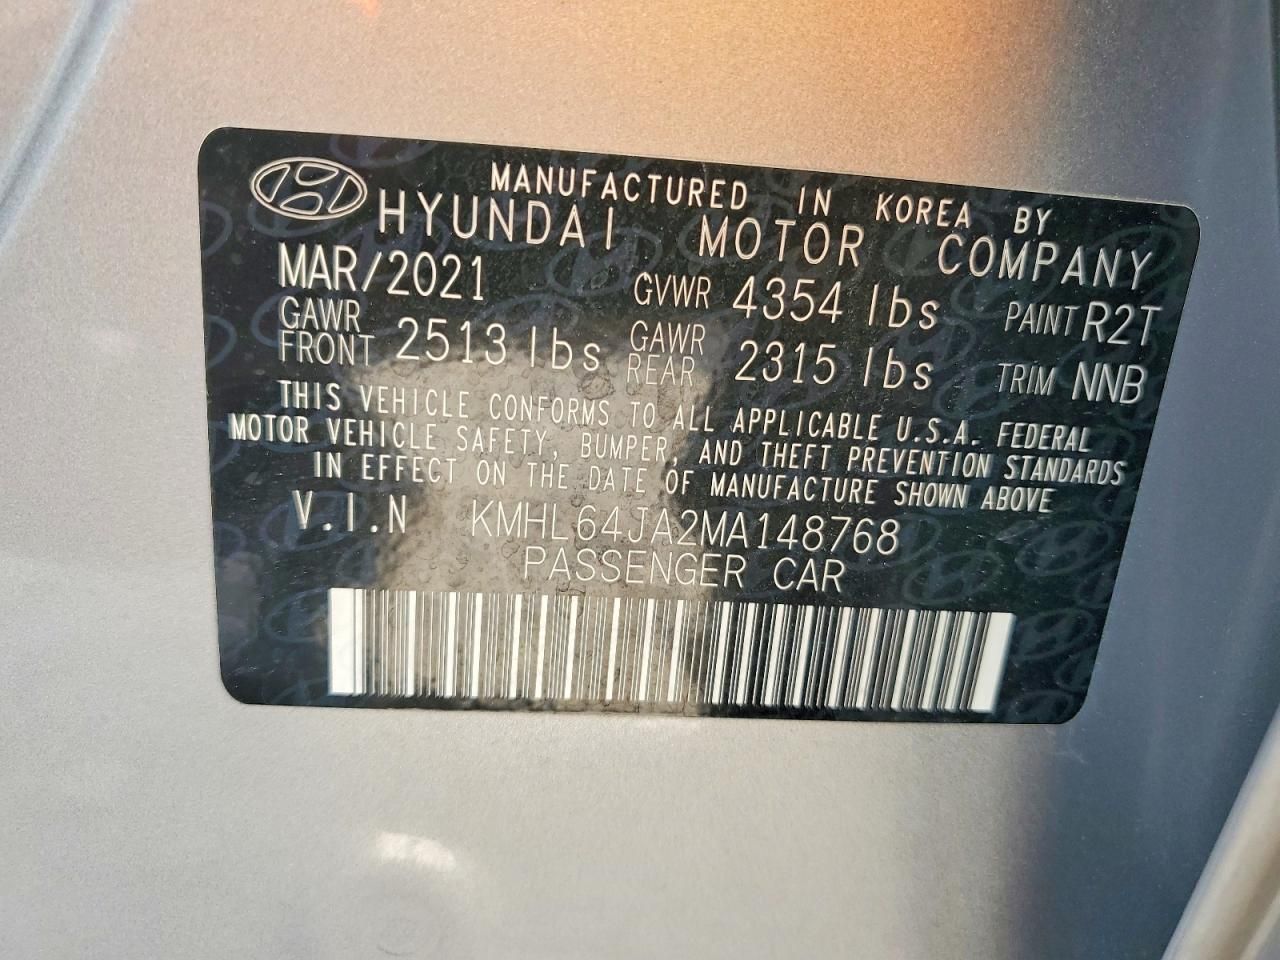 MANUFACTURED IN KOREA BY
HYUNDAI MOTOR COMPANY
MAR/2021 GVWR 4354 lbs PAINT R2T
GAWR FRONT 2513 lbs GAWR REAR 2315 lbs TRIM NNB
THIS VEHICLE CONFORMS TO ALL APPLICABLE U.S.A. FEDERAL
MOTOR VEHICLE SAFETY, BUMPER, AND THEFT PREVENTION STANDARDS
IN EFFECT ON THE DATE OF MANUFACTURE SHOWN ABOVE
V.I.N KMHL64JA2MA148768
PASSENGER CAR